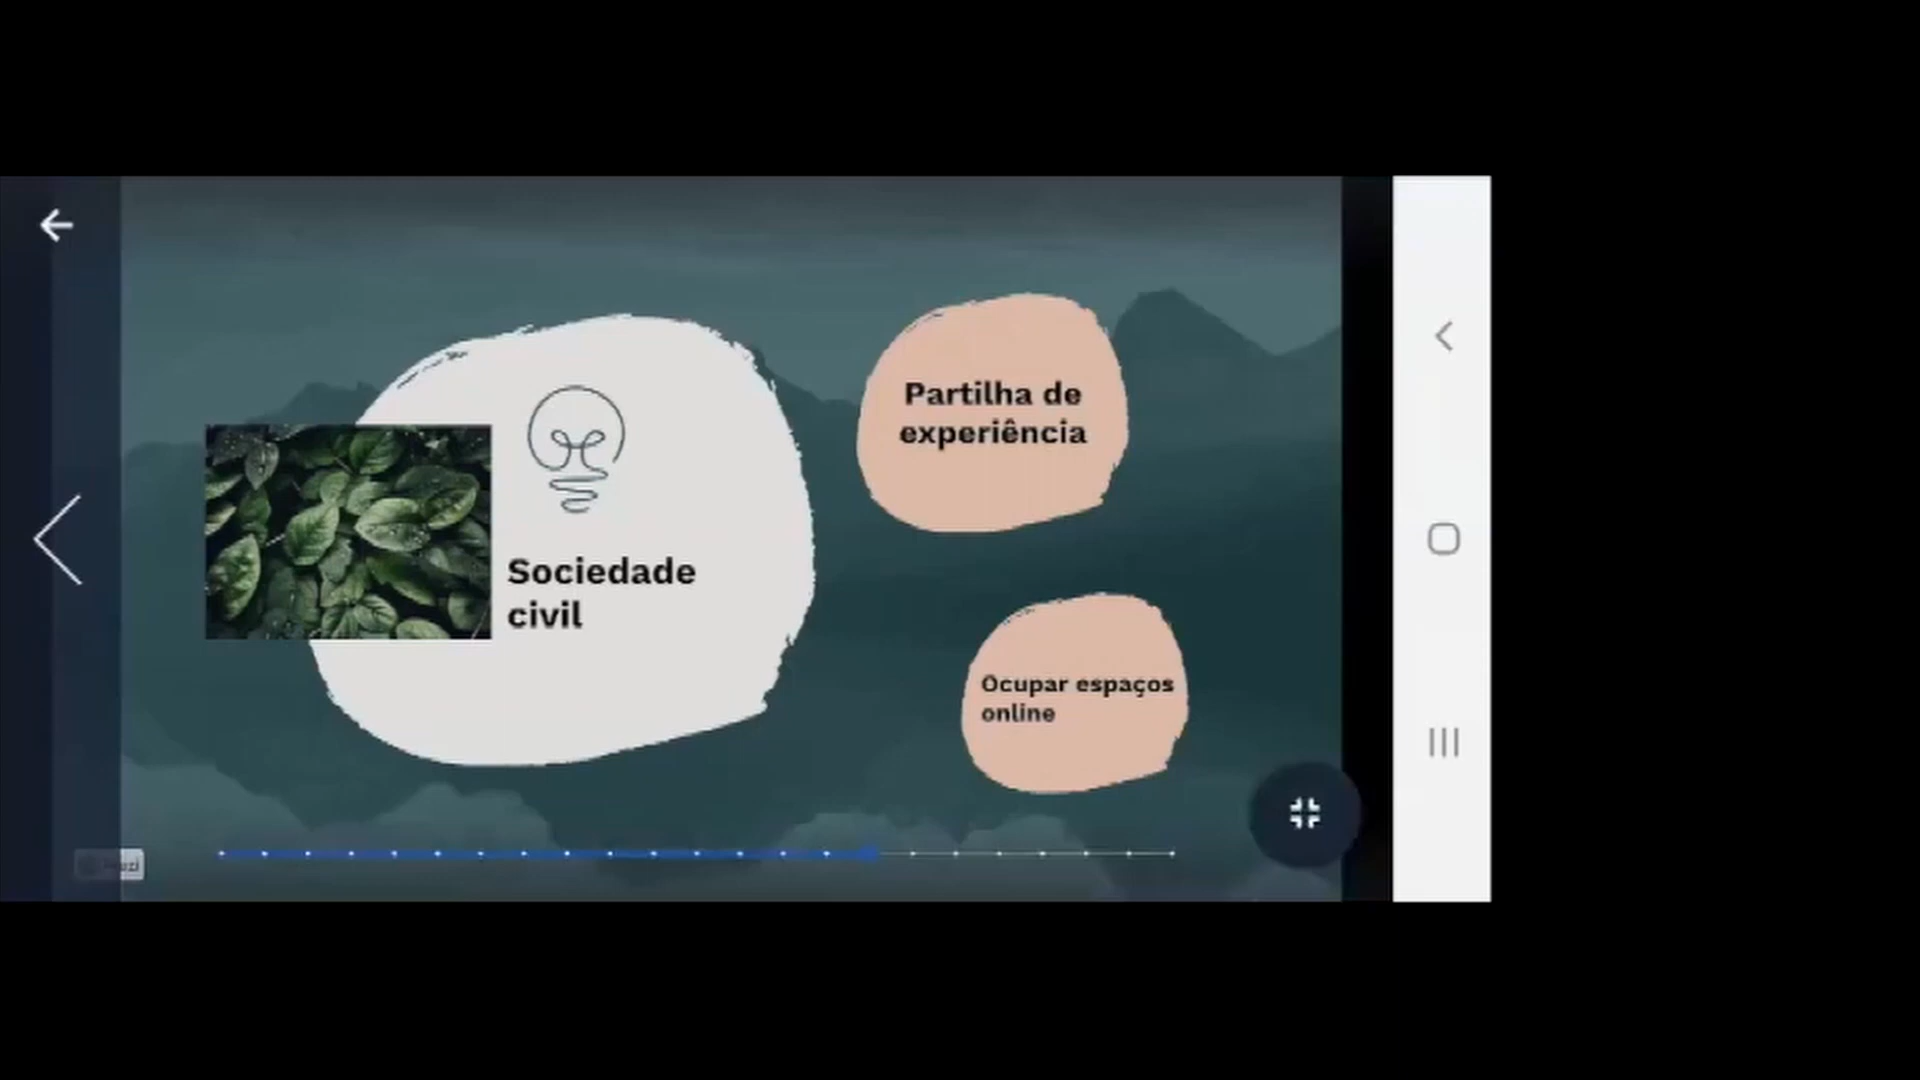 Partilha de
experiência
Sociedade
civil
Ocupar espaços
online